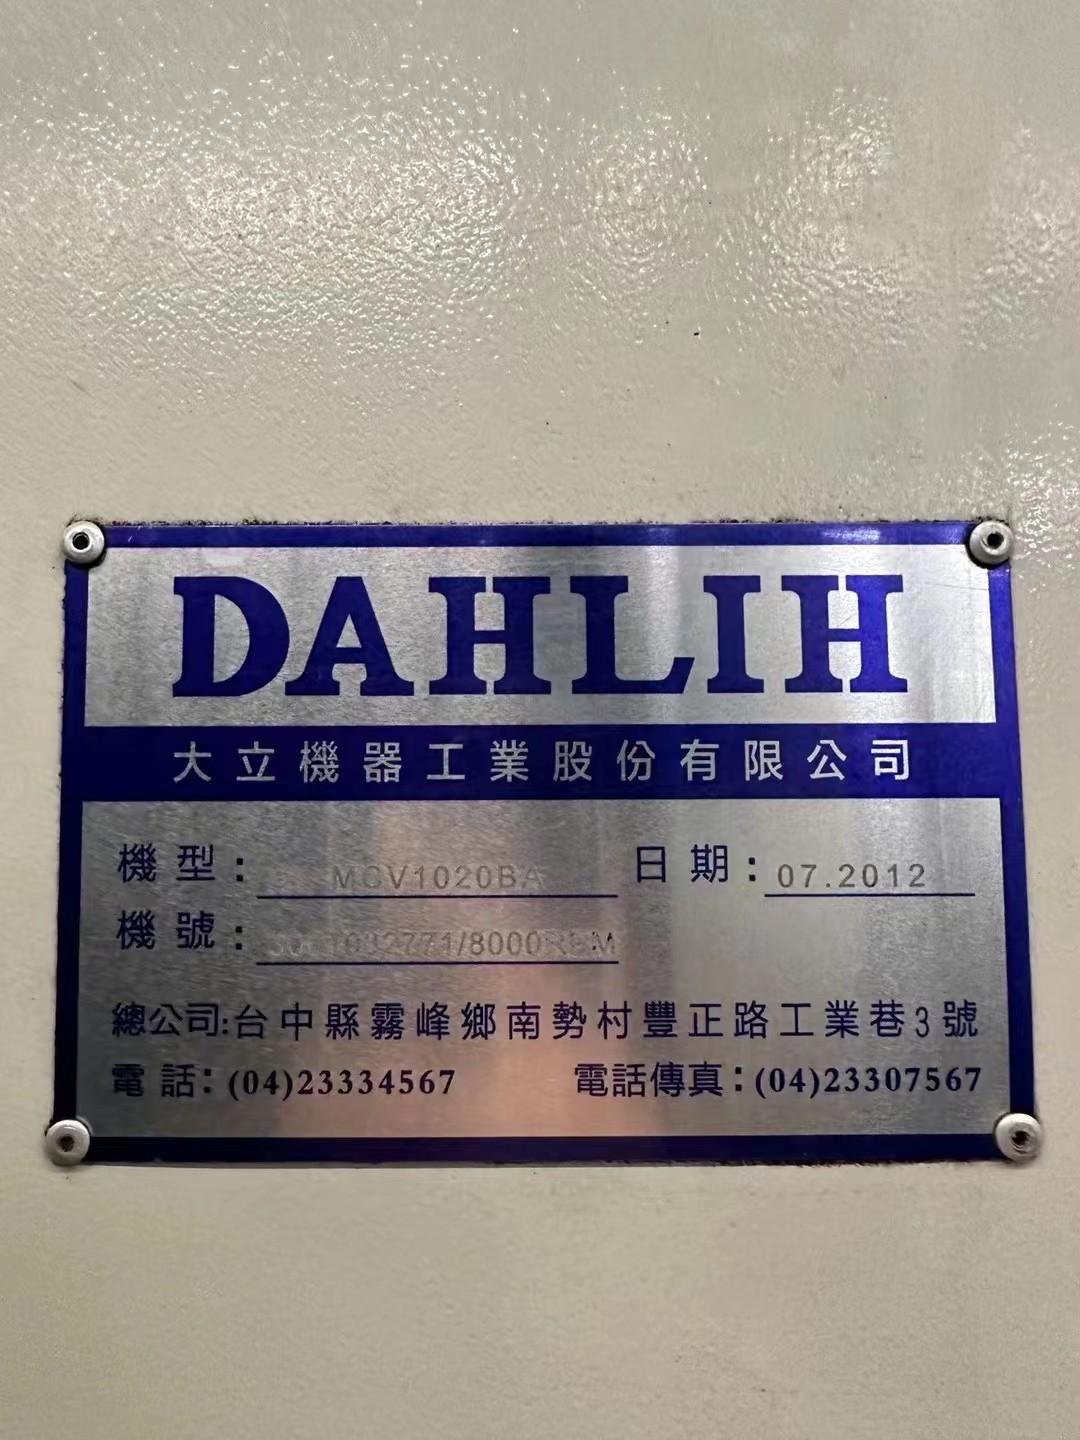 DAHLIH
大立機器工業股份有限公司
機型: MCV1020BA 日期: 07.2012
機號: /8000RPM
總公司:台中縣霧峰鄉南勢村豐正路工業巷3號
電話: (04)23334567 電話傳真: (04)23307567